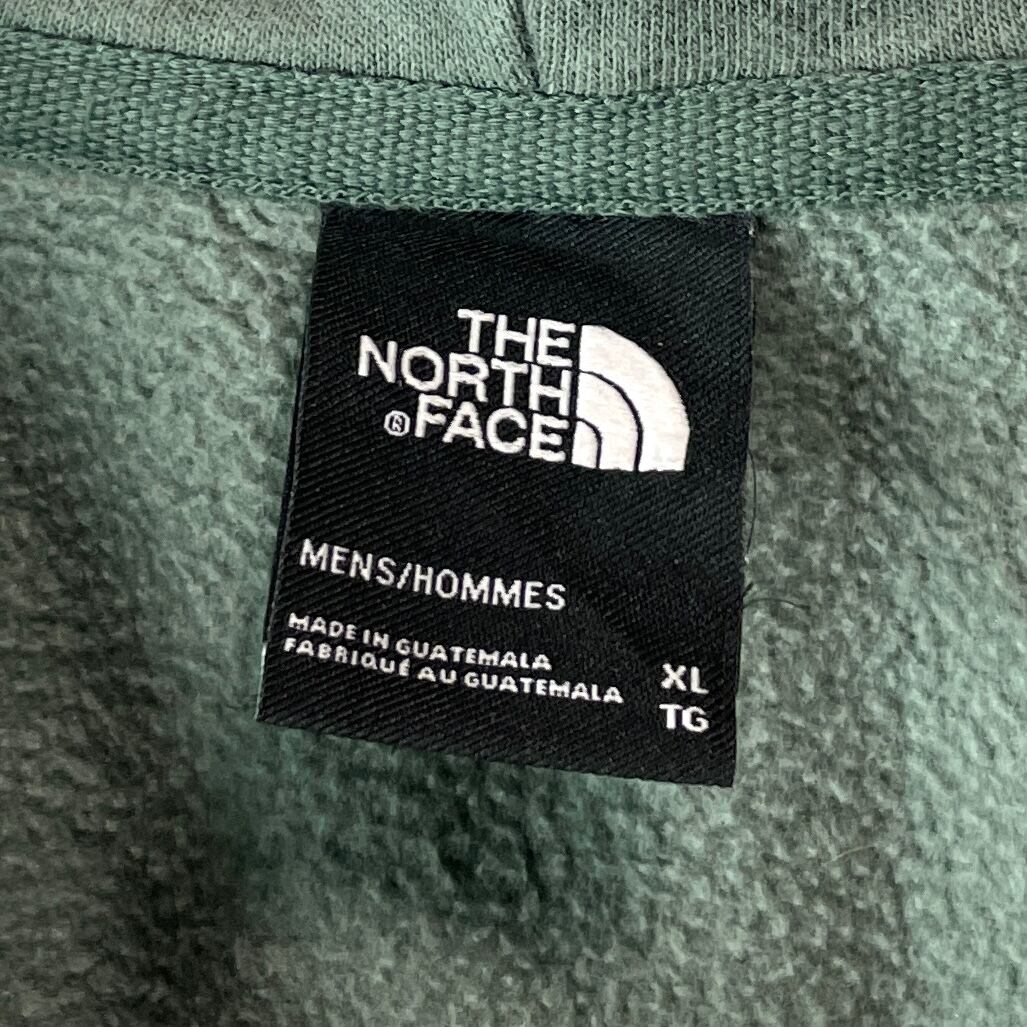 THE
NORTH
®FACE
MENS/HOMMES
MADE IN GUATEMALA
FABRIQUÉ AU GUATEMALA
XL
TG